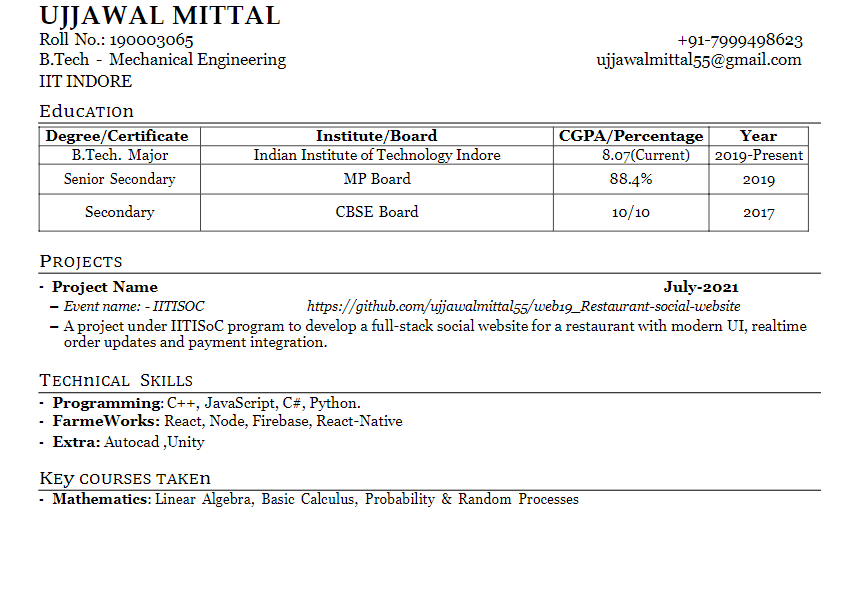 UJJAWAL MITTAL
Roll No.: 190003065 +91-7999498623
B.Tech - Mechanical Engineering ujjawalmittal55@gmail.com
IIT INDORE
EducATIOn
Degree/Certificate Institute/Board CGPA/Percentage Year
B.Tech. Major Indian Institute of Technology Indore 8.07(Current) 2019-Present
Senior Secondary MP Board 88.4% 2019
Secondary CBSE Board 10/10 2017
PROJECTS
- Project Name July-2021
– Event name: - IITISOC https://github.com/ujjawalmittal55/web19_Restaurant-social-website
– A project under IITISoC program to develop a full-stack social website for a restaurant with modern UI, realtime
order updates and payment integration.
TECHnICAL SKILLS
- Programming: C++, JavaScript, C#, Python.
- FarmeWorks: React, Node, Firebase, React-Native
- Extra: Autocad ,Unity
Key COURSES TAKEn
- Mathematics: Linear Algebra, Basic Calculus, Probability & Random Processes